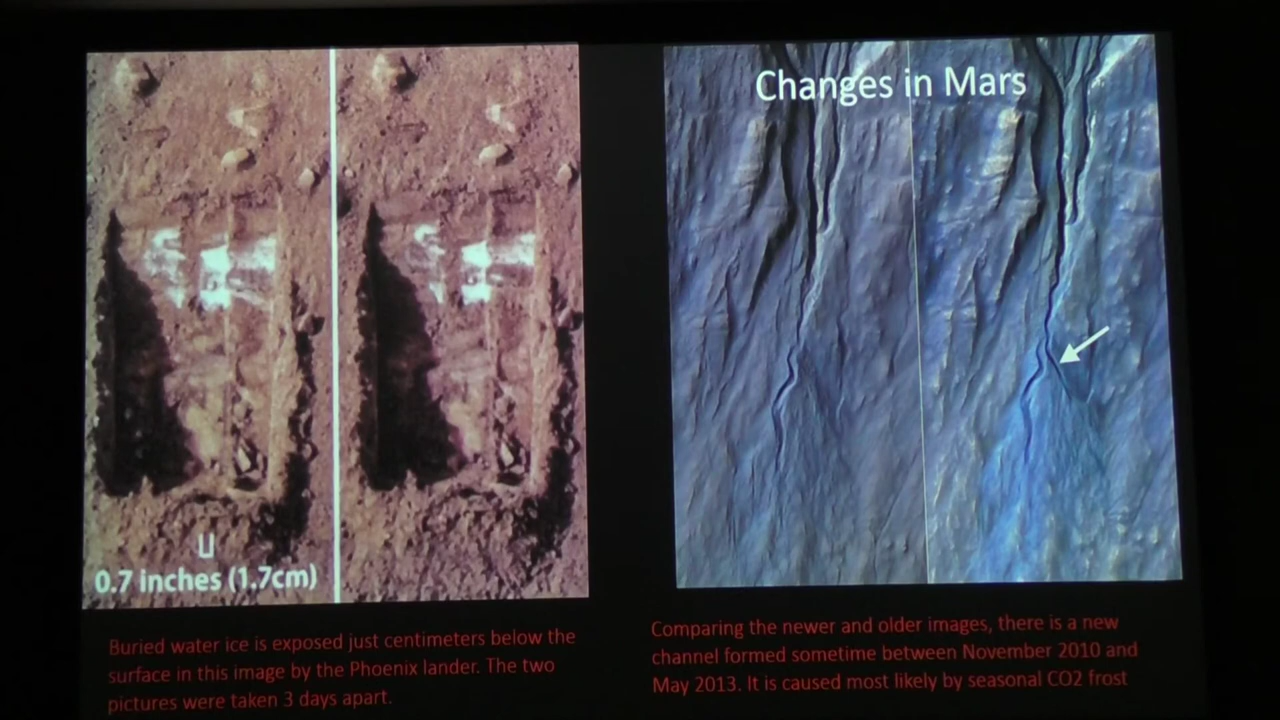 Changes in Mars
0.7 inches (1.7cm)
Buried water ice is exposed just centimeters below the
surface in this image by the Phoenix lander. The two
pictures were taken 3 days apart.
Comparing the newer and older images, there is a new
channel formed sometime between November 2010 and
May 2013. It is caused most likely by seasonal CO2 frost